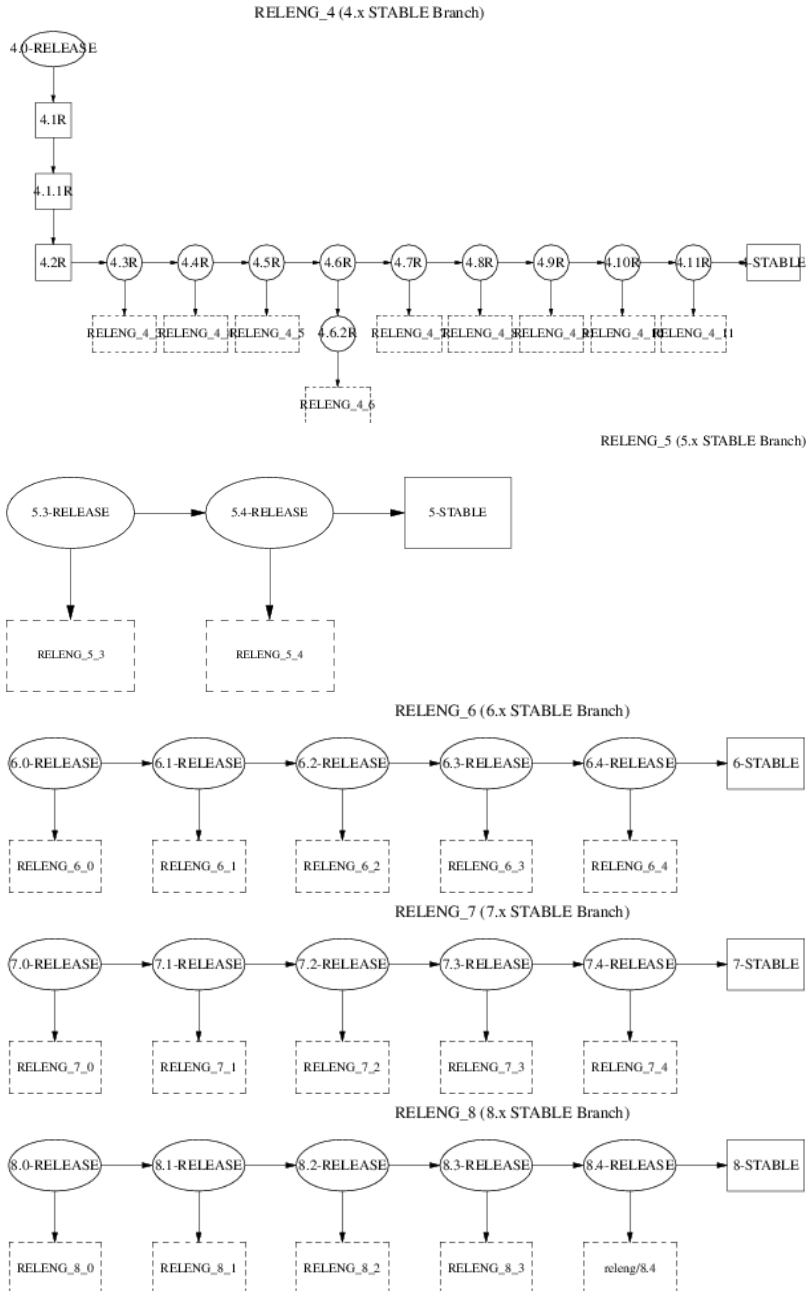 RELENG_4 (4.x STABLE Branch)
4.0-RELEASE
4.1R
4.1.1R
4.2R 4.3R 4.4R 4.5R 4.6R 4.7R 4.8R 4.9R 4.10R 4.11R 4-STABLE
RELENG_4_3 RELENG_4_4 RELENG_4_5 4.6.2R RELENG_4_7 RELENG_4_8 RELENG_4_9 RELENG_4_10 RELENG_4_11
RELENG_4_6
RELENG_5 (5.x STABLE Branch)
5.3-RELEASE 5.4-RELEASE 5-STABLE
RELENG_5_3 RELENG_5_4
RELENG_6 (6.x STABLE Branch)
6.0-RELEASE 6.1-RELEASE 6.2-RELEASE 6.3-RELEASE 6.4-RELEASE 6-STABLE
RELENG_6_0 RELENG_6_1 RELENG_6_2 RELENG_6_3 RELENG_6_4
RELENG_7 (7.x STABLE Branch)
7.0-RELEASE 7.1-RELEASE 7.2-RELEASE 7.3-RELEASE 7.4-RELEASE 7-STABLE
RELENG_7_0 RELENG_7_1 RELENG_7_2 RELENG_7_3 RELENG_7_4
RELENG_8 (8.x STABLE Branch)
8.0-RELEASE 8.1-RELEASE 8.2-RELEASE 8.3-RELEASE 8.4-RELEASE 8-STABLE
RELENG_8_0 RELENG_8_1 RELENG_8_2 RELENG_8_3 releng/8.4